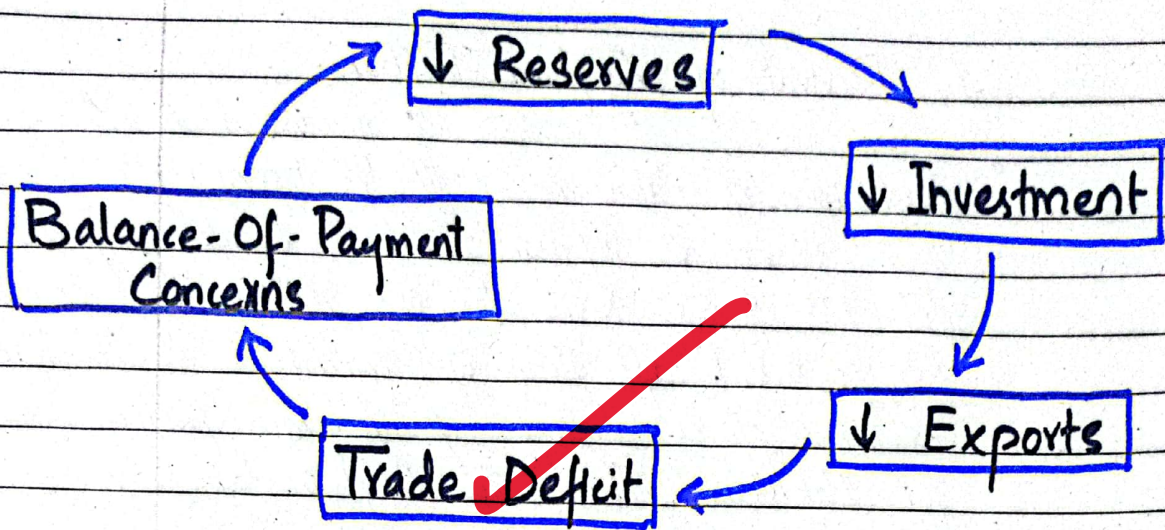 ↓ Reserves
↓ Investment
Balance-Of-Payment
Concerns
↓ Exports
Trade Deficit